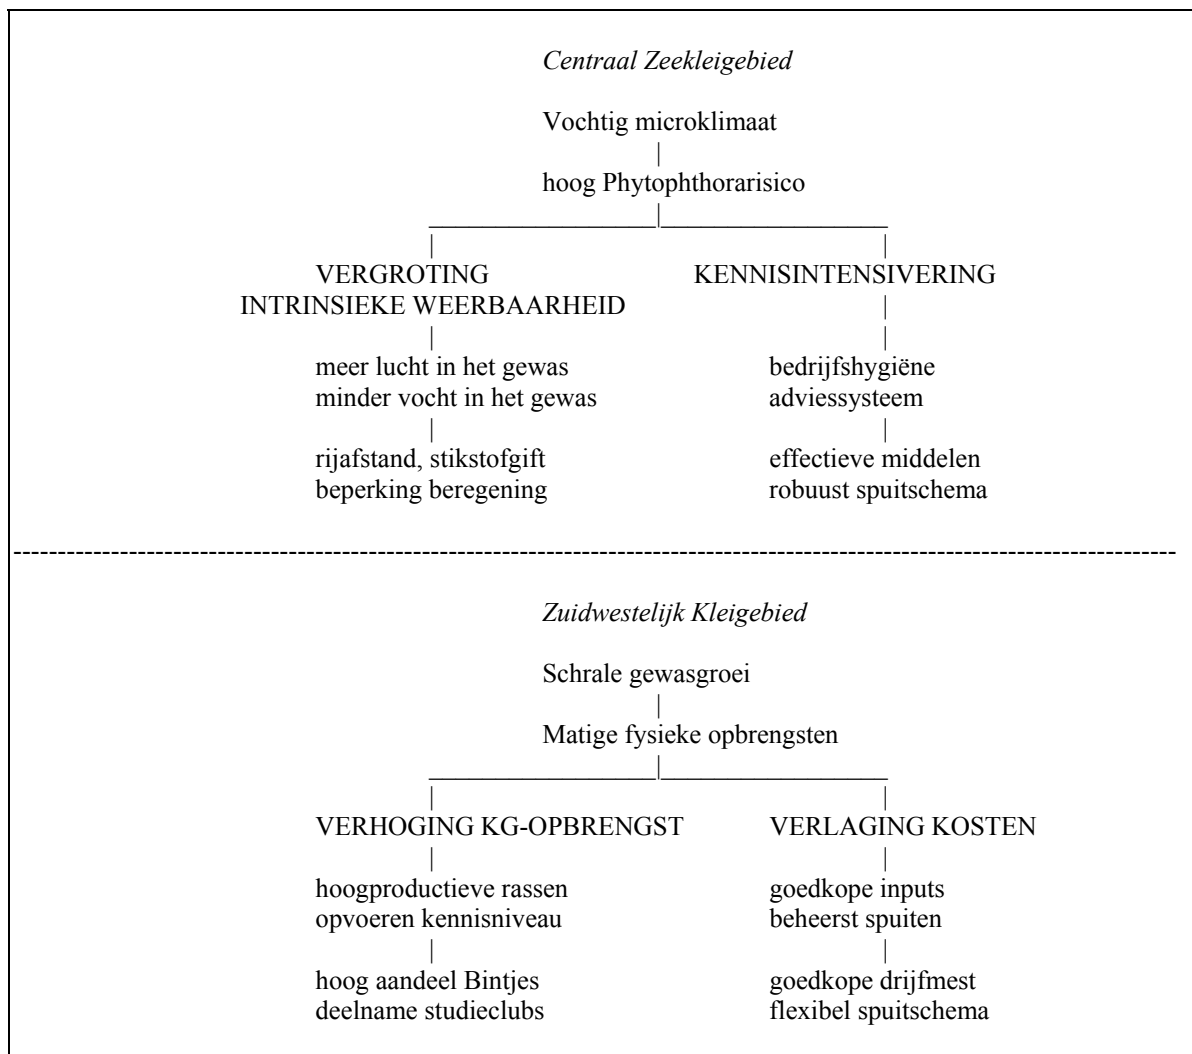 Centraal Zeekleigebied
Vochtig microklimaat
hoog Phytophthorarisico
VERGROTING
INTRINSIEKE WEERBAARHEID
KENNISINTENSIVERING
meer lucht in het gewas
minder vocht in het gewas
bedrijfshygiëne
adviessysteem
rijafstand, stikstofgift
beperking beregening
effectieve middelen
robuust spuitschema
Zuidwestelijk Kleigebied
Schrale gewasgroei
Matige fysieke opbrengsten
VERHOGING KG-OPBRENGST
VERLAGING KOSTEN
hoogproductieve rassen
opvoeren kennisniveau
goedkope inputs
beheerst spuiten
hoog aandeel Bintjes
deelname studieclubs
goedkope drijfmest
flexibel spuitschema